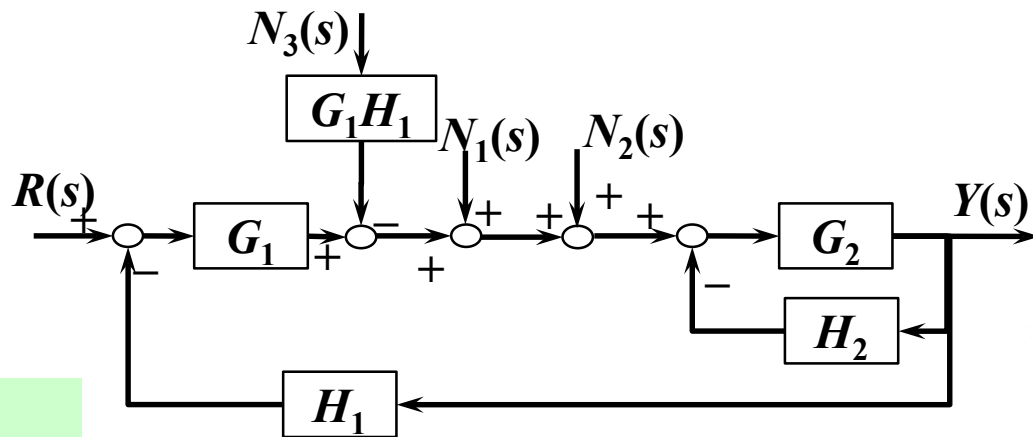 N₃(s)
G₁H₁
N₁(s)
N₂(s)
R(s)
Y(s)
+
−
G₁
+
−
+
+
+
+
+
−
G₂
H₂
H₁